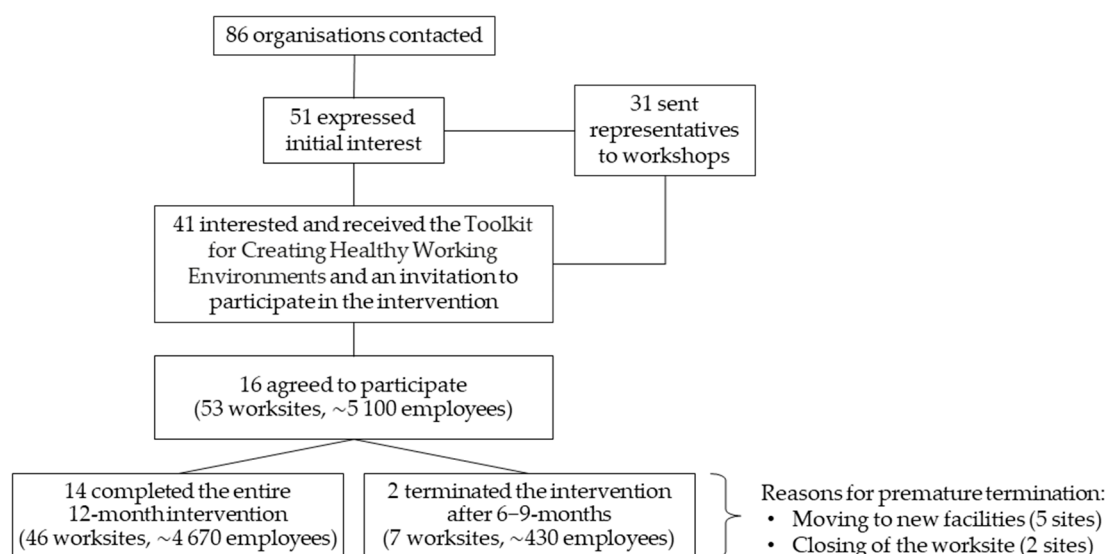 86 organisations contacted
51 expressed
initial interest
31 sent
representatives
to workshops
41 interested and received the Toolkit
for Creating Healthy Working
Environments and an invitation to
participate in the intervention
16 agreed to participate
(53 worksites, ~5 100 employees)
14 completed the entire
12-month intervention
(46 worksites, ~4 670 employees)
2 terminated the intervention
after 6–9-months
(7 worksites, ~430 employees)
Reasons for premature termination:
• Moving to new facilities (5 sites)
• Closing of the worksite (2 sites)